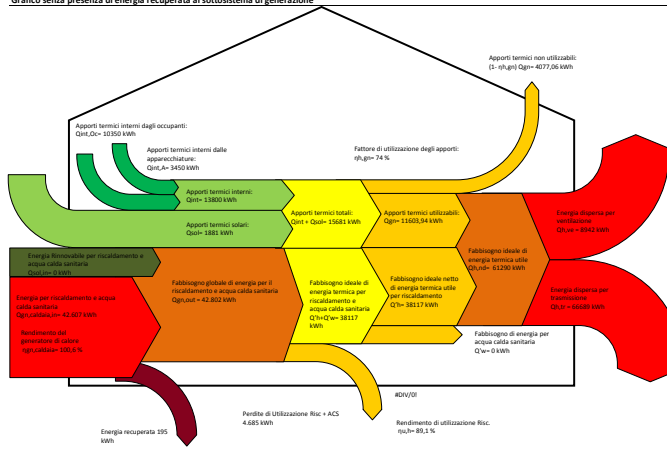 Grafico senza presenza di energia recuperata al sottosistema di generazione
Apporti termici non utilizzabili:
(1- ηh,gn) Qgn= 4077,06 kWh
Apporti termici interni dagli occupanti:
Qint,Oc= 10350 kWh
Apporti termici interni dalle
apparecchiature:
Qint,A= 3450 kWh
Fattore di utilizzazione degli apporti:
ηh,gn= 74 %
Apporti termici interni:
Qint= 13800 kWh
Apporti termici solari:
Qsol= 1881 kWh
Apporti termici totali:
Qint + Qsol= 15681 kWh
Apporti termici utilizzabili:
Qgn= 11603,94 kWh
Energia dispersa per
ventilazione
Qh,ve = 8942 kWh
Fabbisogno ideale di
energia termica utile
Qh,nd= 61290 kWh
Energia Rinnovabile per riscaldamento e
acqua calda sanitaria
Qsol,in= 0 kWh
Fabbisogno globale di energia per il
riscaldamento e acqua calda sanitaria
Qgn,out = 42.802 kWh
Fabbisogno ideale di
energia termica per
riscaldamento e
acqua calda sanitaria
Q'h+Q'w= 38117
kWh
Fabbisogno ideale netto
di energia termica utile
per riscaldamento
Q'h= 38117 kWh
Energia dispersa per
trasmissione
Qh,tr = 66689 kWh
Energia per riscaldamento e acqua
calda sanitaria
Qgn,caldaia,in= 42.607 kWh
Rendimento del
generatore di calore
ηgn,caldaia= 100,4 %
Fabbisogno di energia per
acqua calda sanitaria
Q'w= 0 kWh
#DIV/0!
Perdite di Utilizzazione Risc + ACS
4.685 kWh
Rendimento di utilizzazione Risc.
ηu,h= 89,1 %
Energia recuperata 195
kWh